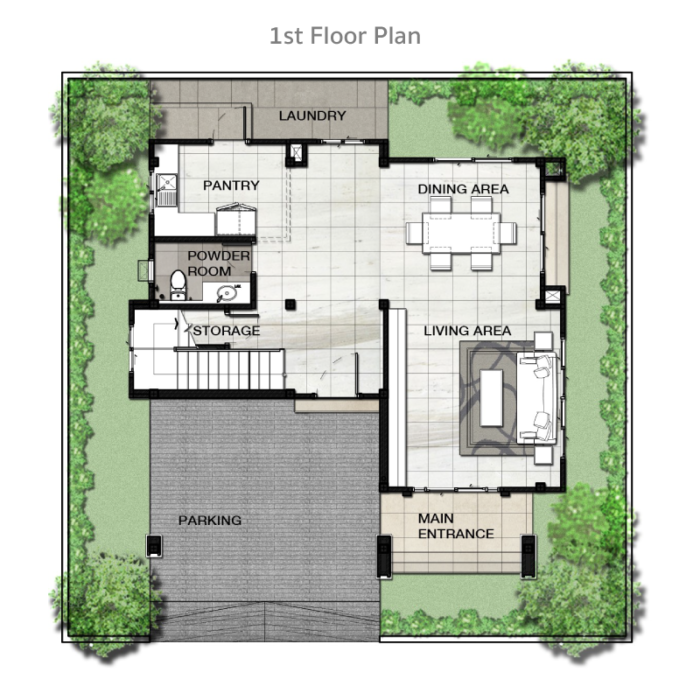 1st Floor Plan
LAUNDRY
PANTRY
DINING AREA
POWDER
ROOM
STORAGE
LIVING AREA
PARKING
MAIN
ENTRANCE